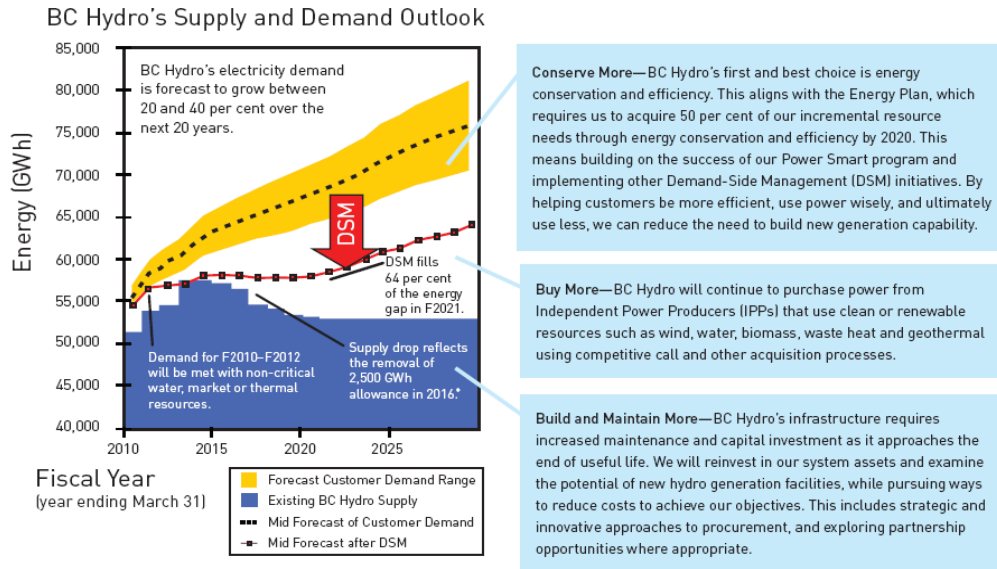 BC Hydro's Supply and Demand Outlook
Energy (GWh)
85,000
80,000
75,000
70,000
65,000
60,000
55,000
50,000
45,000
40,000
BC Hydro's electricity demand
is forecast to grow between
20 and 40 per cent over the
next 20 years.
DSM
DSM fills
64 per cent
of the energy
gap in F2021.
Demand for F2010–F2012
will be met with non-critical
water, market or thermal
resources.
Supply drop reflects
the removal of
2,500 GWh
allowance in 2016.*
2010
2015
2020
2025
Fiscal Year
(year ending March 31)
Forecast Customer Demand Range
Existing BC Hydro Supply
Mid Forecast of Customer Demand
Mid Forecast after DSM
Conserve More—BC Hydro's first and best choice is energy
conservation and efficiency. This aligns with the Energy Plan, which
requires us to acquire 50 per cent of our incremental resource
needs through energy conservation and efficiency by 2020. This
means building on the success of our Power Smart program and
implementing other Demand-Side Management (DSM) initiatives. By
helping customers be more efficient, use power wisely, and ultimately
use less, we can reduce the need to build new generation capability.
Buy More—BC Hydro will continue to purchase power from
Independent Power Producers (IPPs) that use clean or renewable
resources such as wind, water, biomass, waste heat and geothermal
using competitive call and other acquisition processes.
Build and Maintain More—BC Hydro's infrastructure requires
increased maintenance and capital investment as it approaches the
end of useful life. We will reinvest in our system assets and examine
the potential of new hydro generation facilities, while pursuing ways
to reduce costs to achieve our objectives. This includes strategic and
innovative approaches to procurement, and exploring partnership
opportunities where appropriate.